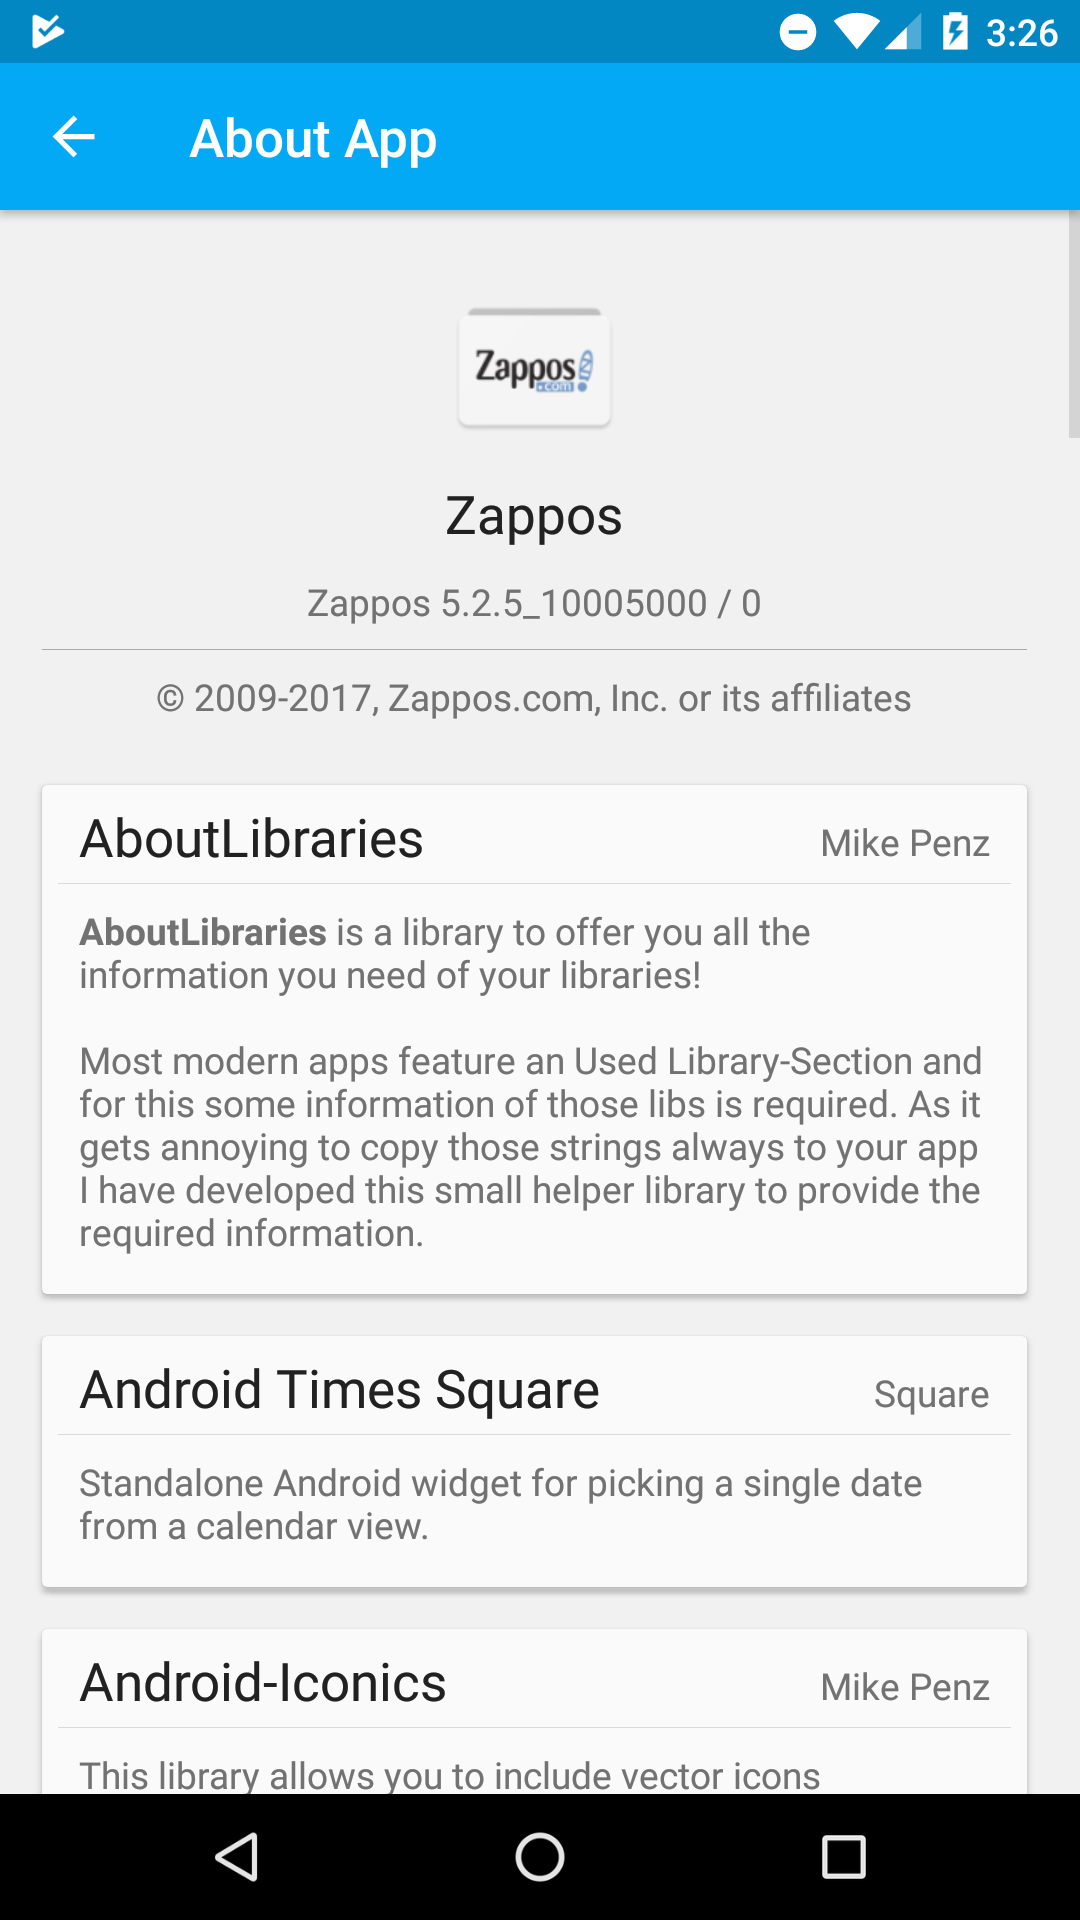 3:26
About App
Zappos
.com
Zappos
Zappos 5.2.5_10005000 / 0
© 2009-2017, Zappos.com, Inc. or its affiliates
AboutLibraries
Mike Penz
AboutLibraries is a library to offer you all the
information you need of your libraries!
Most modern apps feature an Used Library-Section and
for this some information of those libs is required. As it
gets annoying to copy those strings always to your app
I have developed this small helper library to provide the
required information.
Android Times Square
Square
Standalone Android widget for picking a single date
from a calendar view.
Android-Iconics
Mike Penz
This library allows you to include vector icons